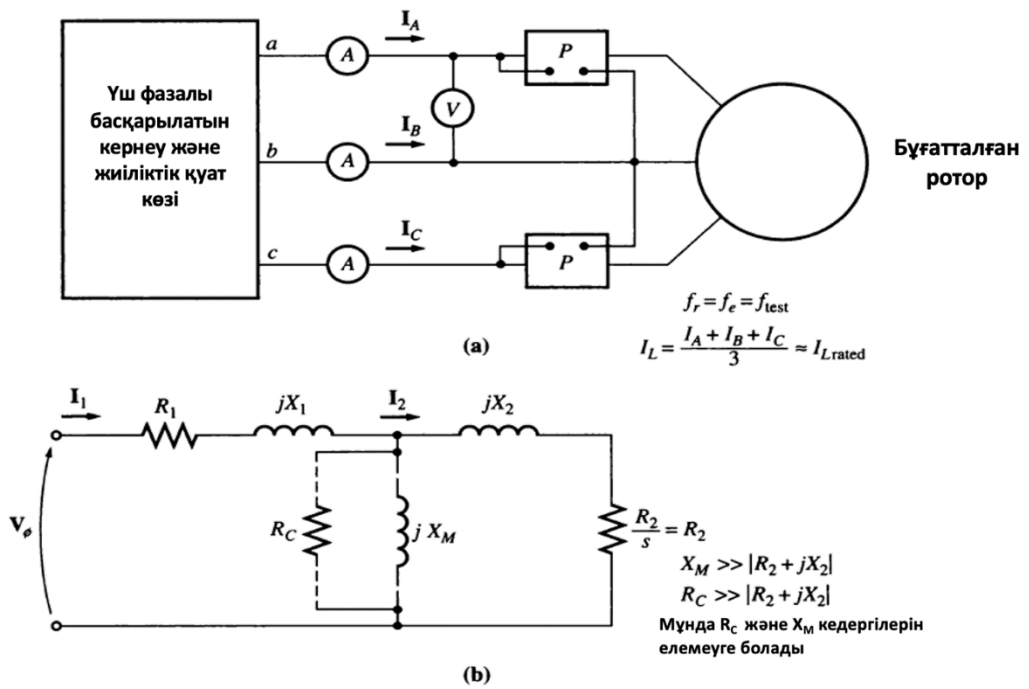 a
A
I_A
P
Үш фазалы
басқарылатын
кернеу және
жиіліктік қуат
көзі
V
b
A
I_B
Бұғатталған
ротор
c
A
I_C
P
f_r = f_e = f_test
I_L = (I_A + I_B + I_C)/3 ≈ I_L rated
(a)
I_1
R_1
jX_1
I_2
jX_2
V_ø
R_C
j X_M
R_2/s = R_2
X_M >> |R_2 + jX_2|
R_C >> |R_2 + jX_2|
Мұнда R_C және X_M кедергілерін
елемеуге болады
(b)